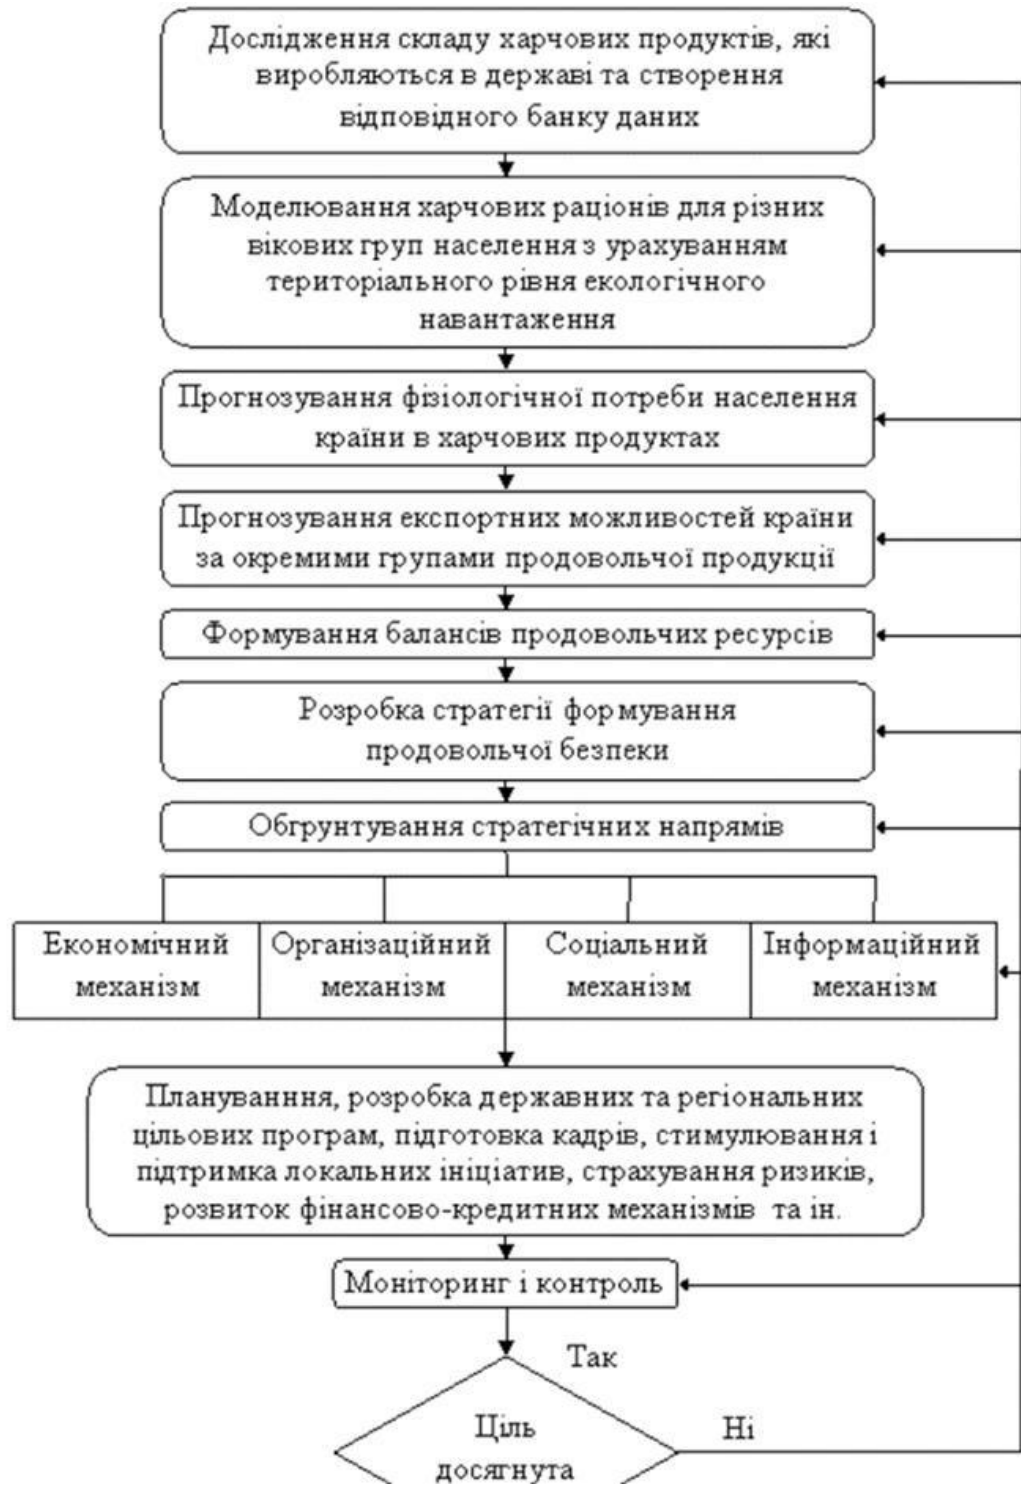 Дослідження складу харчових продуктів, які
виробляються в державі та створення
відповідного банку даних
Моделювання харчових раціонів для різних
вікових груп населення з урахуванням
територіального рівня екологічного
навантаження
Прогнозування фізіологічної потреби населення
країни в харчових продуктах
Прогнозування експортних можливостей країни
за окремими групами продовольчої продукції
Формування балансів продовольчих ресурсів
Розробка стратегії формування
продовольчої безпеки
Обгрунтування стратегічних напрямів
Економічний
механізм
Організаційний
механізм
Соціальний
механізм
Інформаційний
механізм
Плануванння, розробка державних та регіональних
цільових програм, підготовка кадрів, стимулювання і
підтримка локальних ініціатив, страхування ризиків,
розвиток фінансово-кредитних механізмів та ін.
Моніторинг і контроль
Так
Ціль
досягнута
Ні